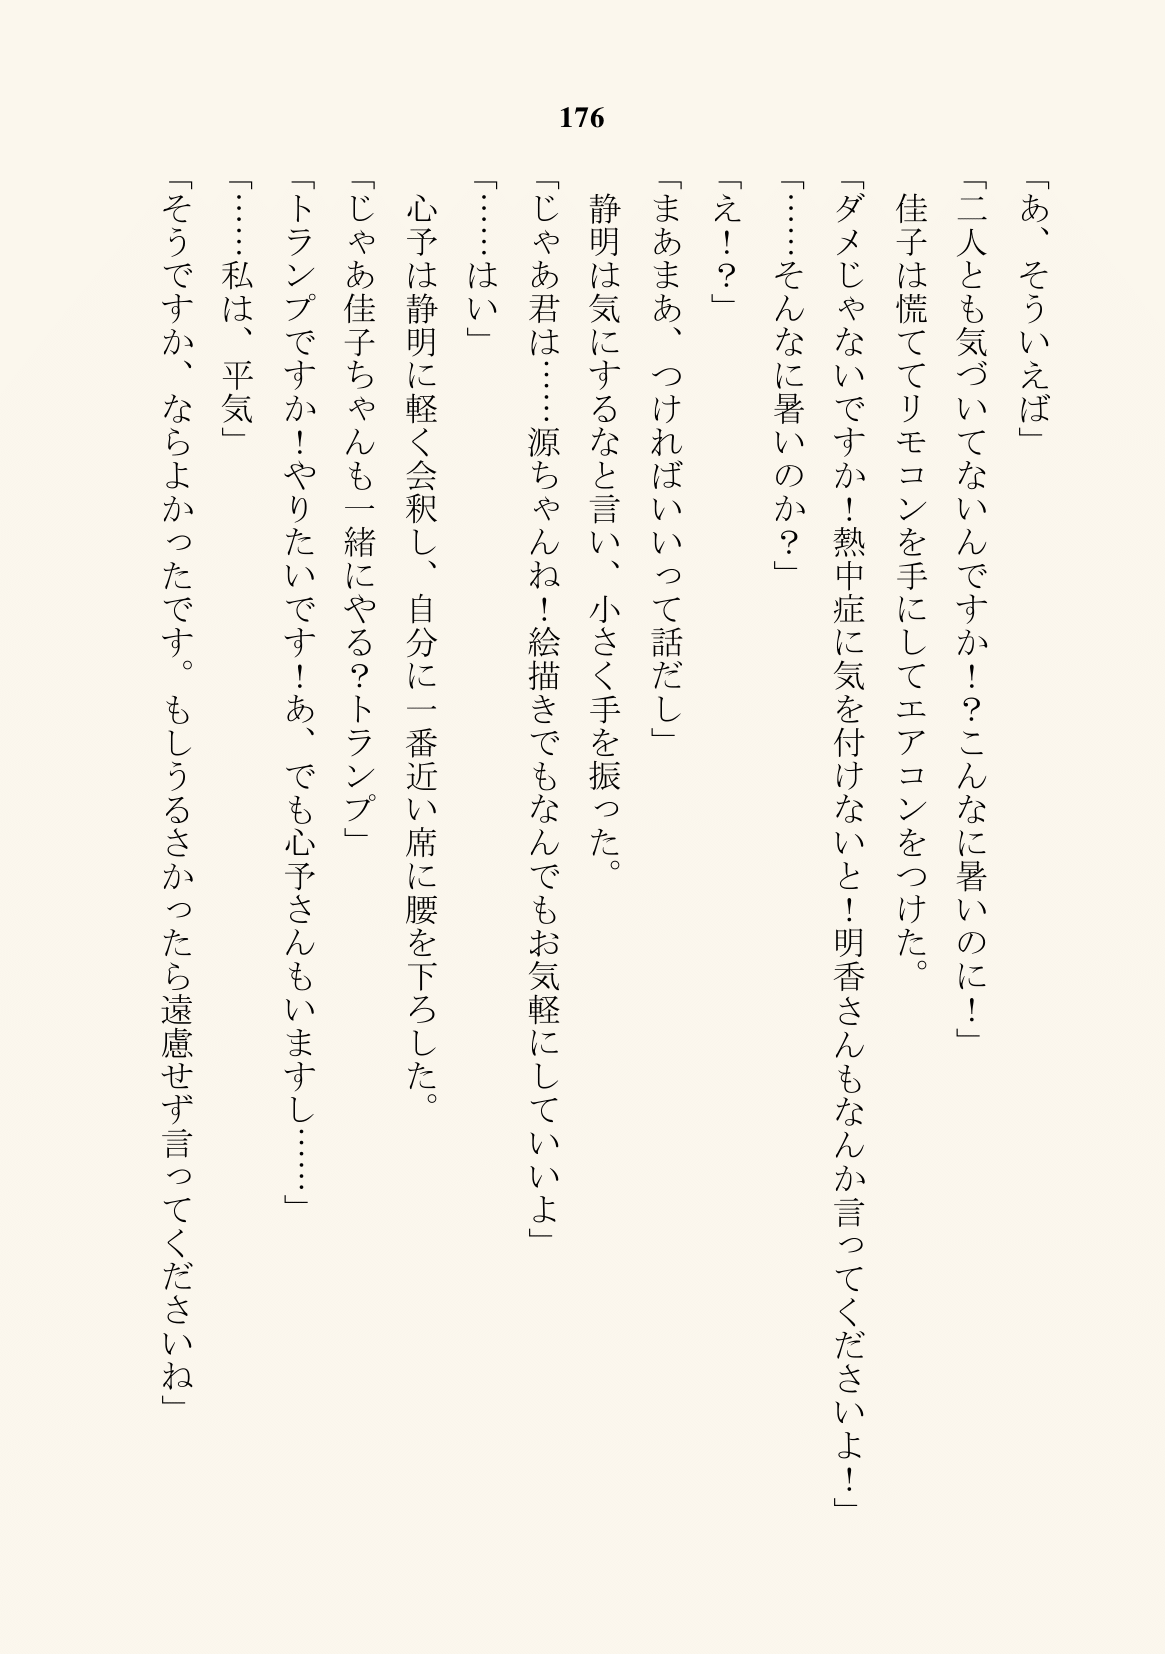 176
「あ、そういえば」
「二人とも気づいてないんですか！？こんなに暑いのに！」
　佳子は慌ててリモコンを手にしてエアコンをつけた。
「ダメじゃないですか！熱中症に気を付けないと！明香さんもなんか言ってくださいよ！」
「……そんなに暑いのか？」
「え！？」
「まあまあ、つければいいって話だし」
　静明は気にするなと言い、小さく手を振った。
「じゃあ君は……源ちゃんね！絵描きでもなんでもお気軽にしていいよ」
「……はい」
　心予は静明に軽く会釈し、自分に一番近い席に腰を下ろした。
「じゃあ佳子ちゃんも一緒にやる？トランプ」
「トランプですか！やりたいです！あ、でも心予さんもいますし……」
「……私は、平気」
「そうですか、ならよかったです。もしうるさかったら遠慮せず言ってくださいね」